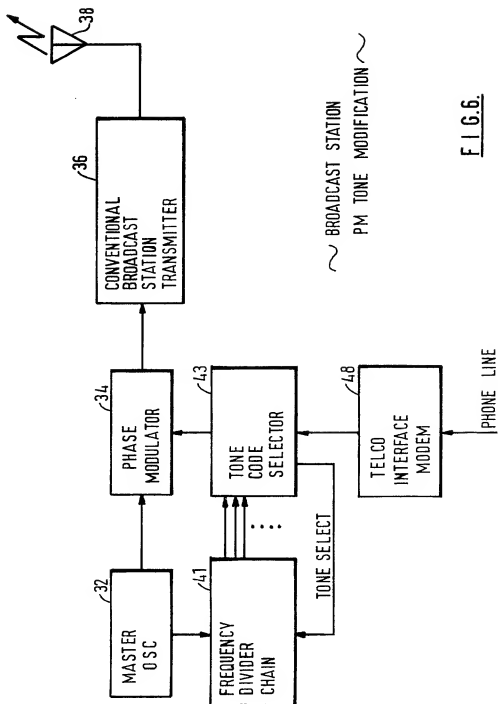 MASTER
OSC
32
PHASE
MODULATOR
34
CONVENTIONAL
BROADCAST
STATION
TRANSMITTER
36
38
FREQUENCY
DIVIDER
CHAIN
41
TONE
CODE
SELECTOR
43
TONE SELECT
TELCO
INTERFACE
MODEM
48
PHONE LINE
~ BROADCAST STATION
PM TONE MODIFICATION ~
FIG.6.